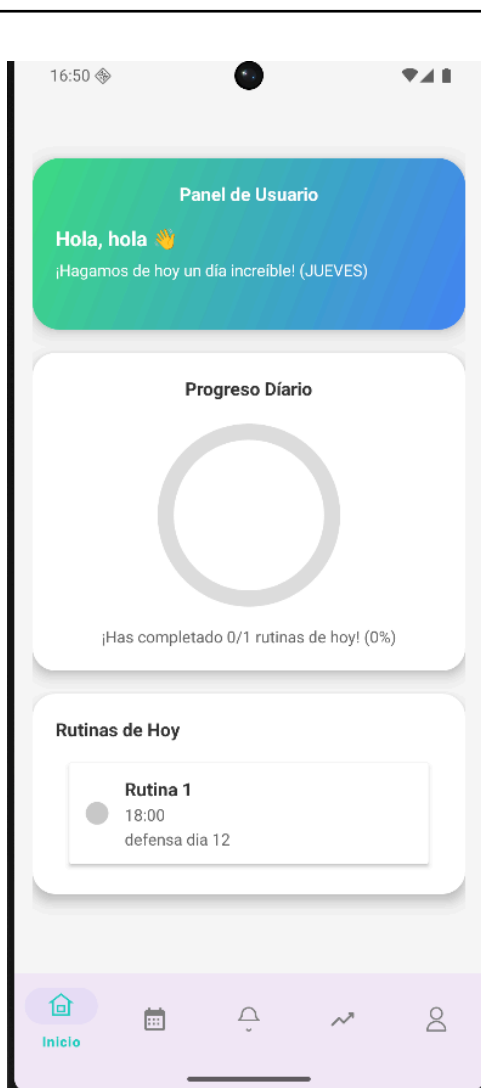 16:50
Panel de Usuario
Hola, hola 👋
¡Hagamos de hoy un día increíble! (JUEVES)
Progreso Díario
¡Has completado 0/1 rutinas de hoy! (0%)
Rutinas de Hoy
Rutina 1
18:00
defensa dia 12
Inicio